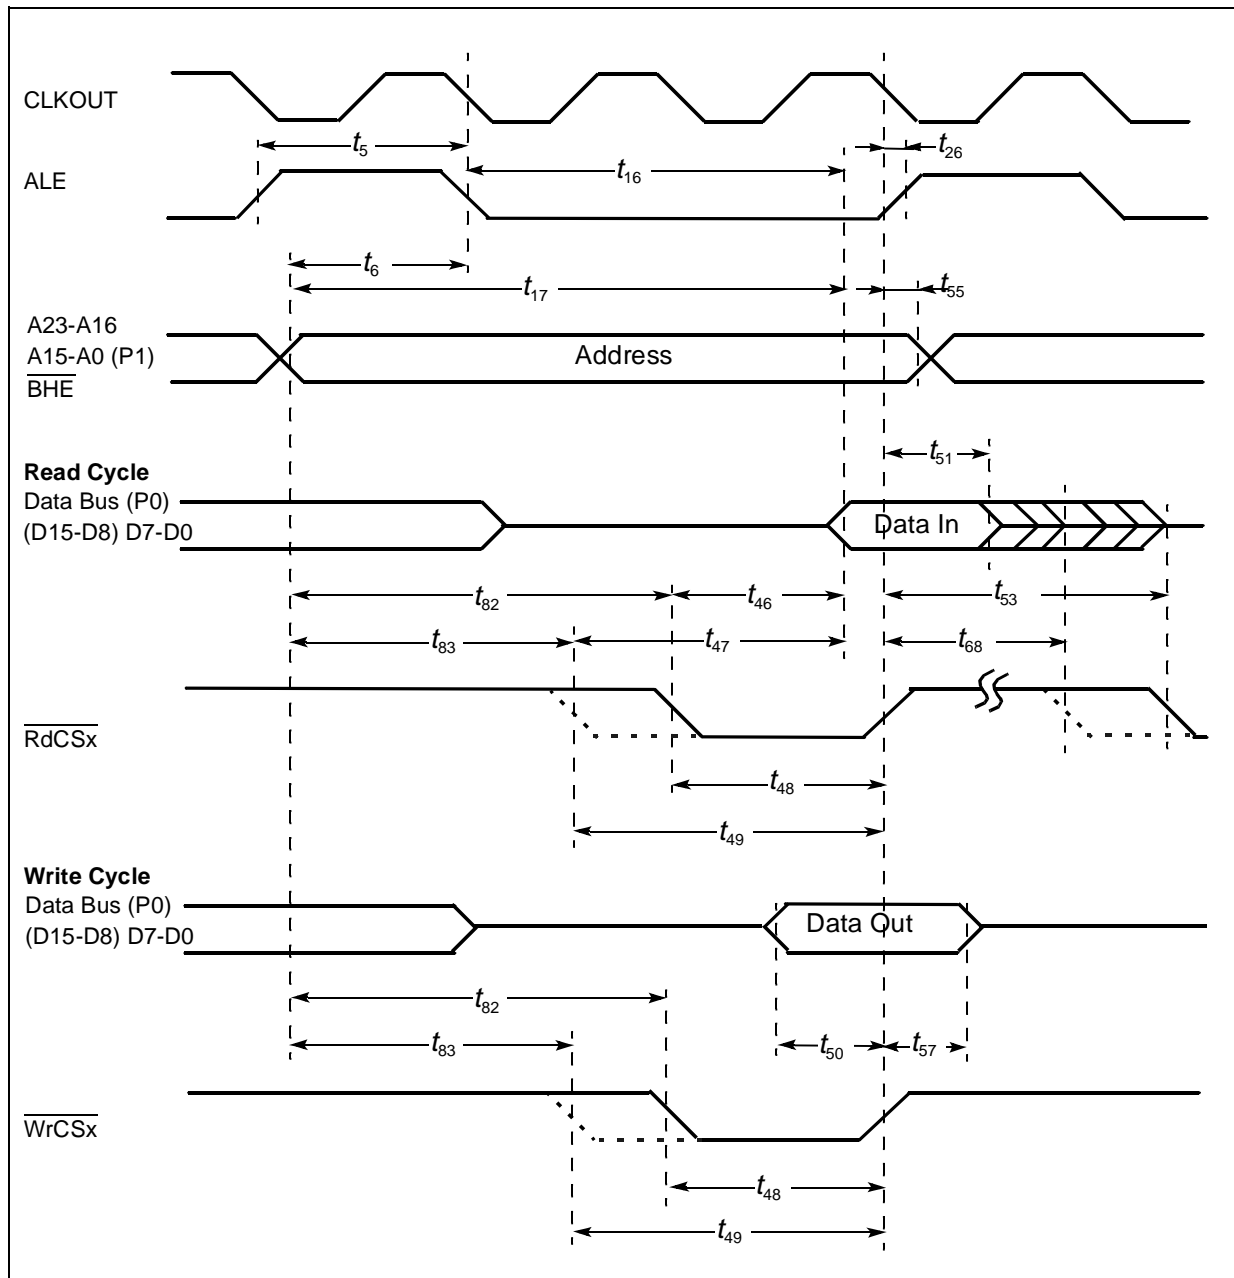 CLKOUT
t5
t26
ALE
t16
t6
t17
t55
A23-A16
A15-A0 (P1)
BHE
Address
t51
Read Cycle
Data Bus (P0)
(D15-D8) D7-D0
Data In
t82
t46
t53
t83
t47
t68
RdCSx
t48
t49
Write Cycle
Data Bus (P0)
(D15-D8) D7-D0
Data Out
t82
t83
t50
t57
WrCSx
t48
t49